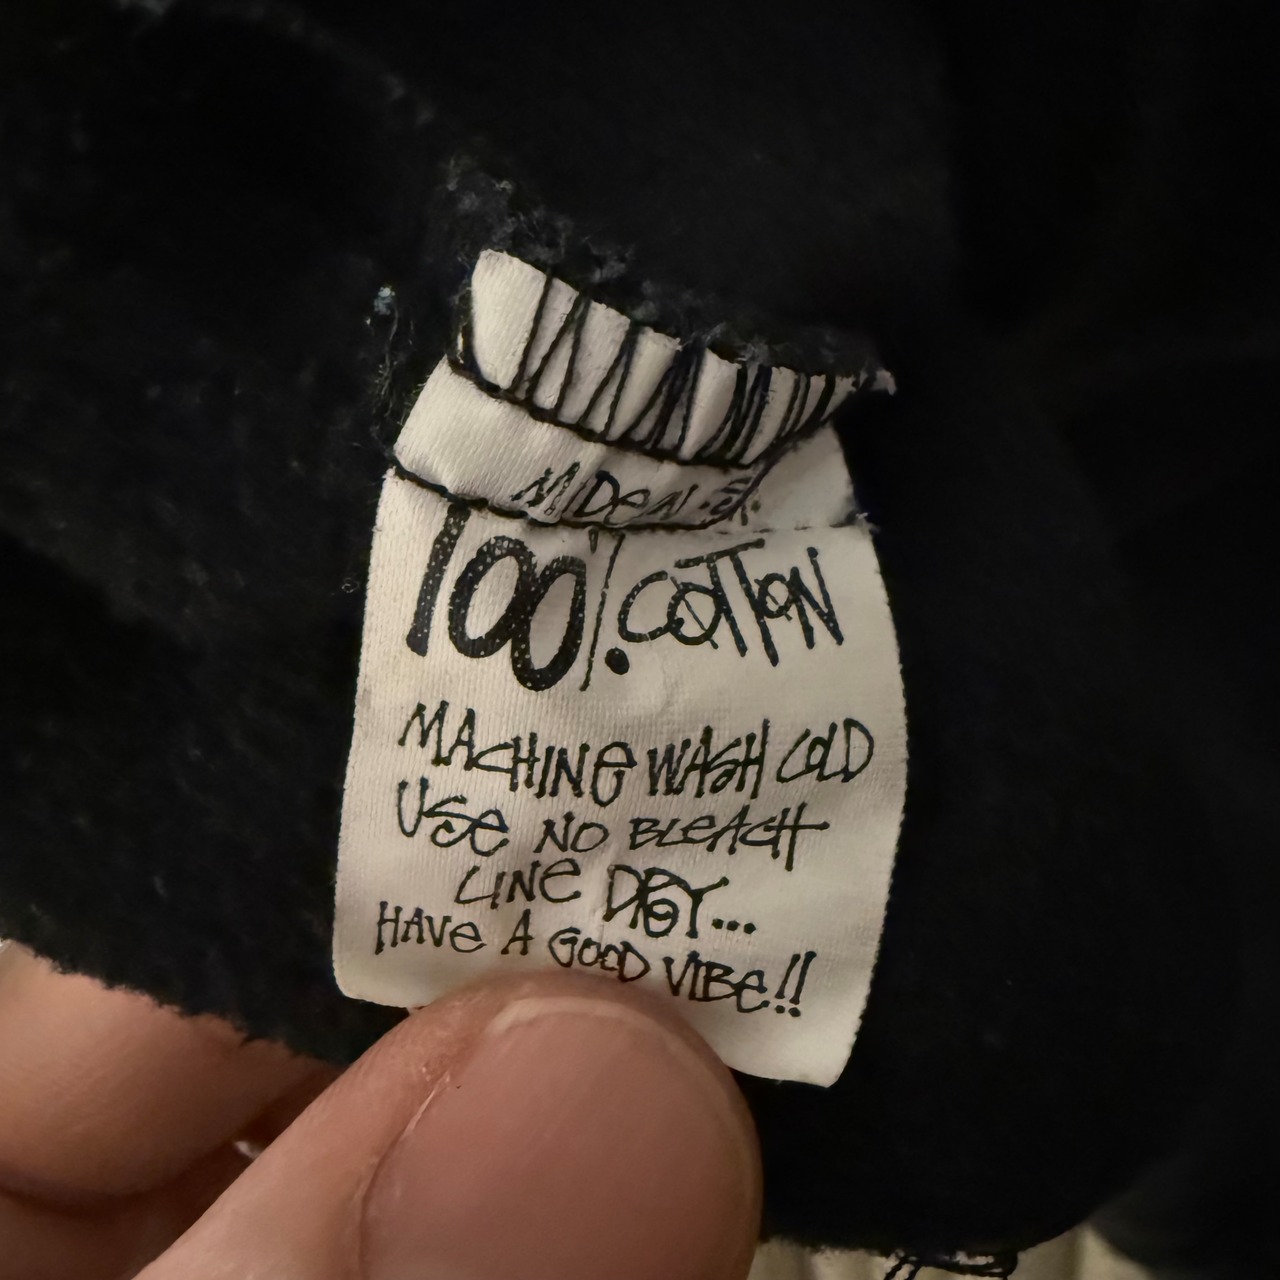 100% COTTON
MACHINE WASH COLD
USE NO BLEACH
LINE DRY...
HAVE A GOOD VIBE!!